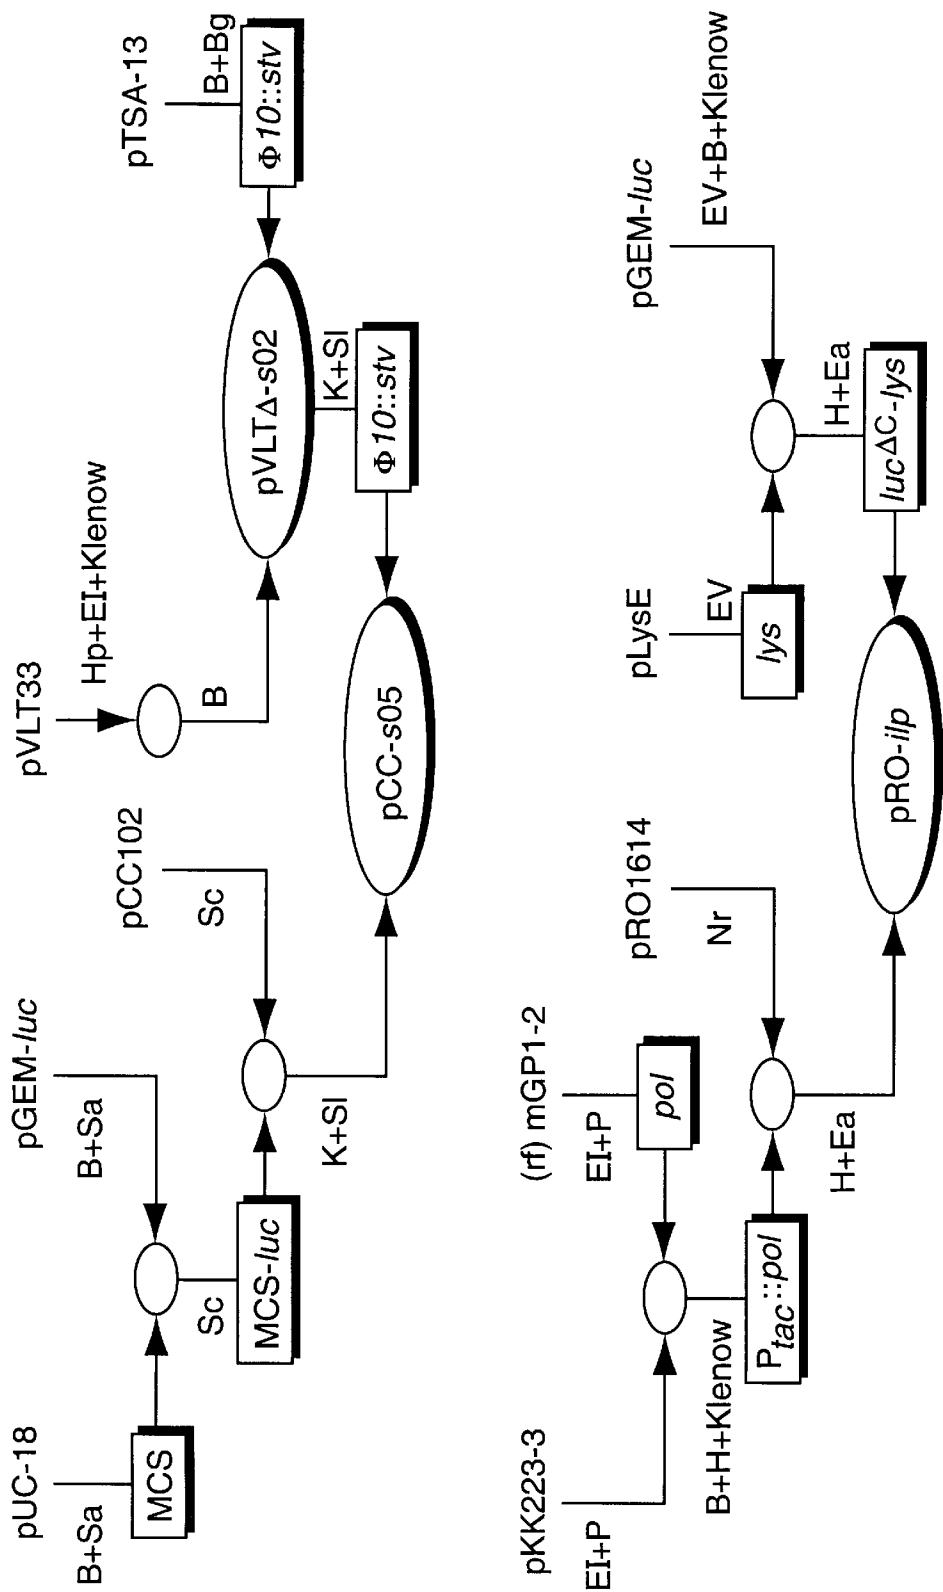 pUC-18
B+Sa
MCS
pGEM-luc
B+Sa
Sc
MCS-luc
pCC102
Sc
K+Sl
pVLT33
Hp+EI+Klenow
B
pTSA-13
B+Bg
Φ10::stv
pVLTΔ-s02
K+Sl
Φ10::stv
pCC-s05
pKK223-3
EI+P
(rf) mGP1-2
EI+P
pol
B+H+Klenow
Ptac::pol
pRO1614
Nr
H+Ea
pLysE
EV
lys
pGEM-luc
EV+B+Klenow
H+Ea
lucΔC-lys
pRO-ilp